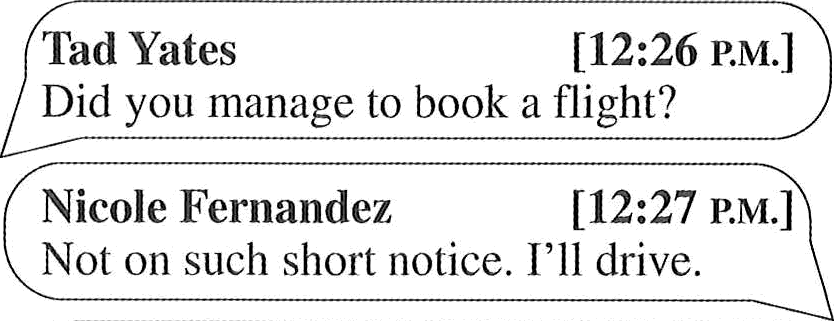 Tad Yates [12:26 P.M.]
Did you manage to book a flight?
Nicole Fernandez [12:27 P.M.]
Not on such short notice. I'll drive.